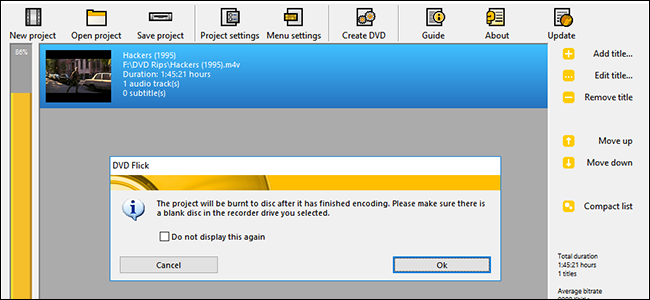 New project
Open project
Save project
Project settings
Menu settings
Create DVD
Guide
About
Update
86%
Hackers (1995)
F:\DVD Rips\Hackers (1995).m4v
Duration: 1:45:21 hours
1 audio track(s)
0 subtitle(s)
Add title...
Edit title...
Remove title
Move up
Move down
Compact list
DVD Flick
The project will be burnt to disc after it has finished encoding. Please make sure there is
a blank disc in the recorder drive you selected.
Do not display this again
Cancel
Ok
Total duration
1:45:21 hours
1 titles
Average bitrate